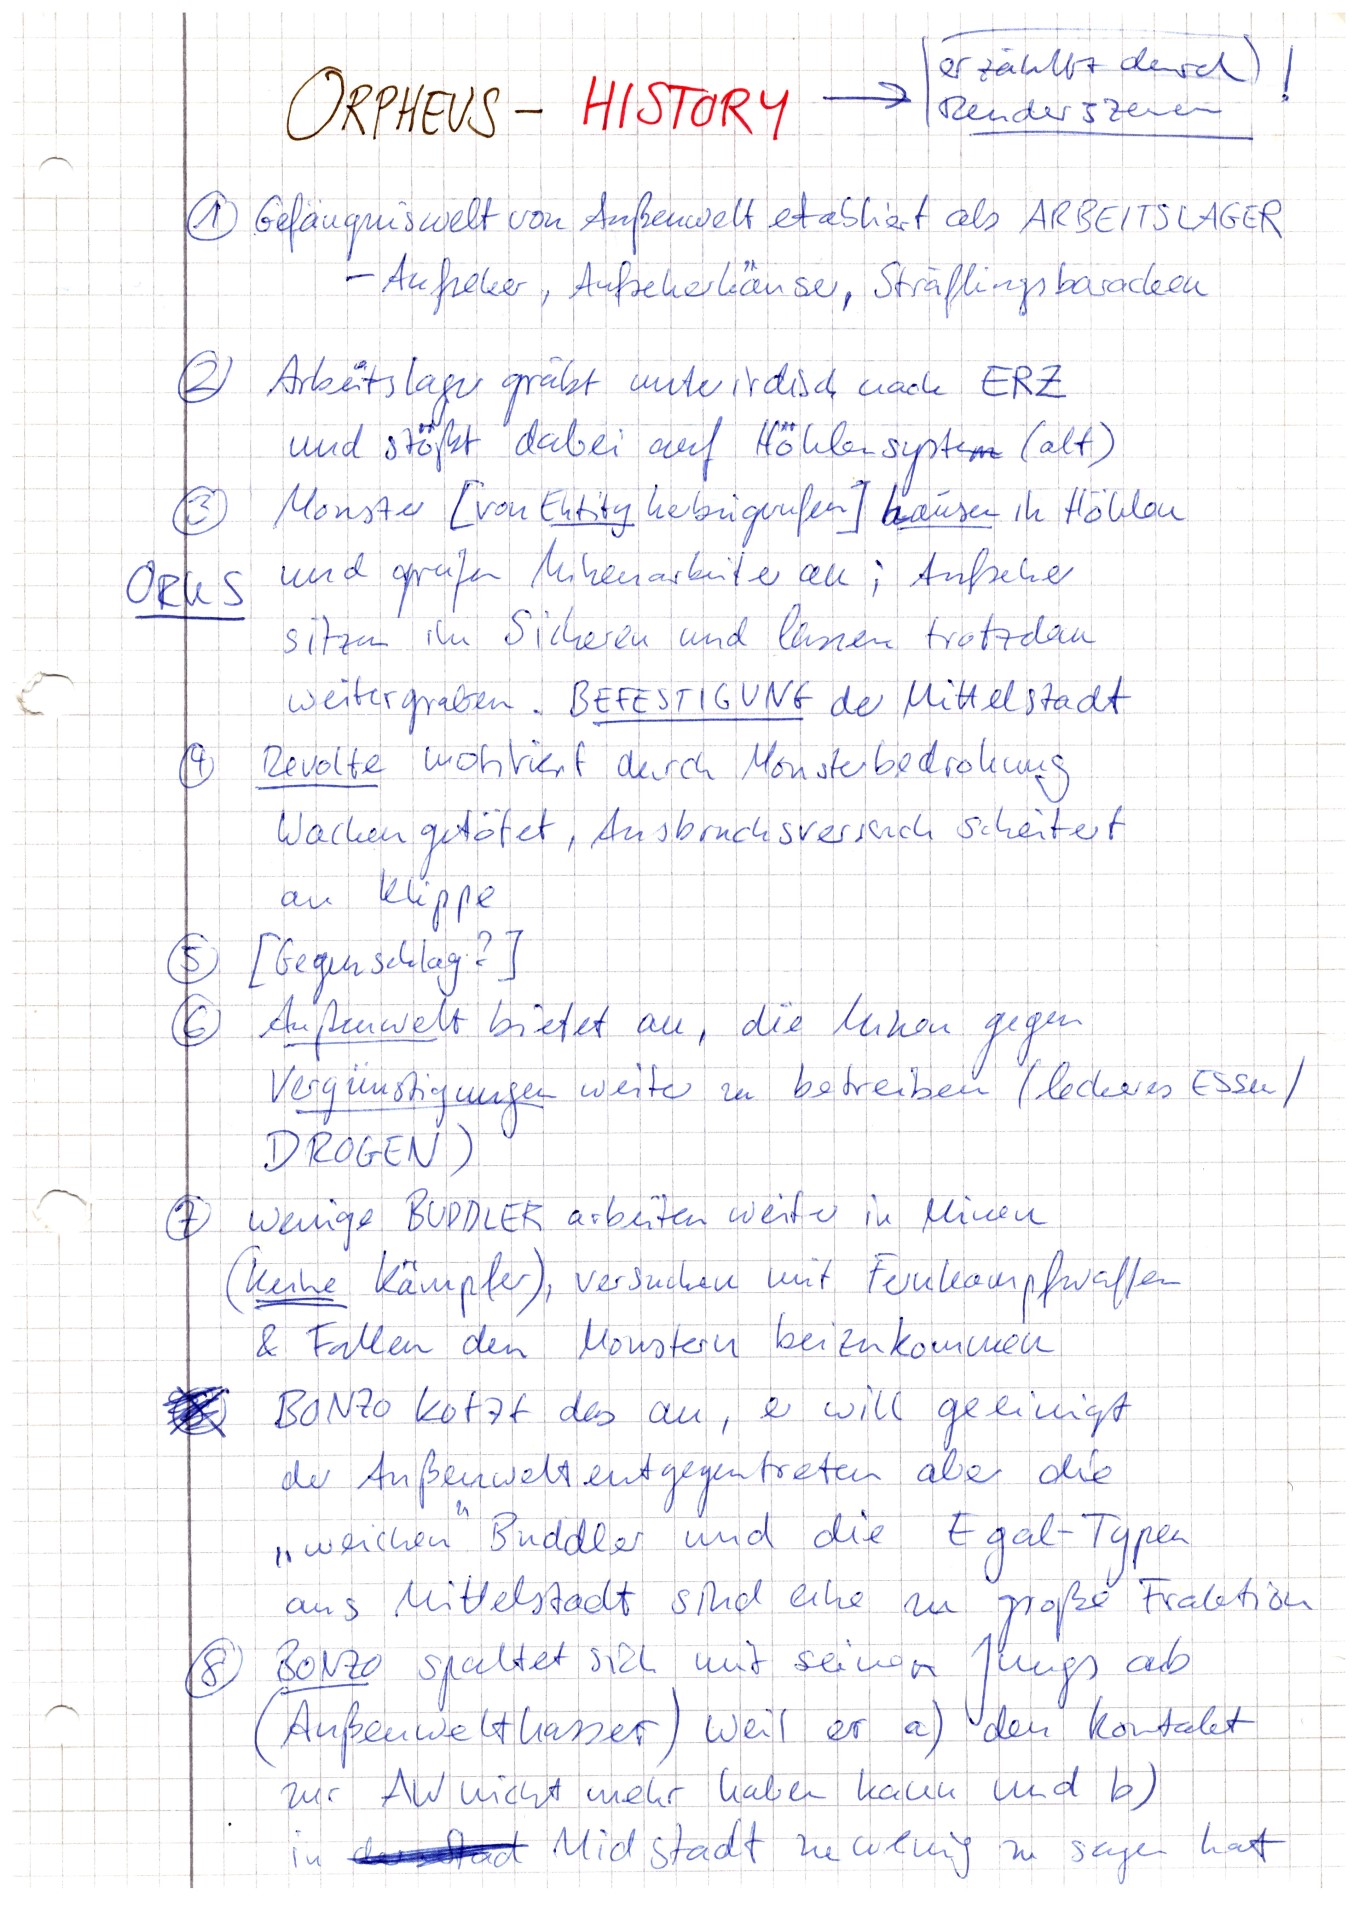 ORPHEUS – HISTORY → erzählt durch !
Renderszenen
① Gefängniswelt von Außenwelt etabliert als ARBEITSLAGER
– Aufseher, Aufseherhäuser, Sträflingsbaracken
② Arbeitslager gräbt unterirdisch nach ERZ
und stößt dabei auf Höhlensystem (alt)
③ Monster [von Entity herbeigerufen] hausen in Höhlen
ORKS
und greifen Minenarbeiter an; Aufseher
sitzen im Sicheren und lassen trotzdem
weitergraben. BEFESTIGUNG der Mittelstadt
④ Revolte motiviert durch Monsterbedrohung
Wachen getötet, Ausbruchsversuch scheitert
an Klippe
⑤ [Gegenschlag?]
⑥ Außenwelt bietet an, die Minen gegen
Vergünstigungen weiter zu betreiben (leckeres Essen/
DROGEN)
⑦ wenige BUDDLER arbeiten weiter in Minen
(keine Kämpfer), versuchen mit Fernkampfwaffen
& Fallen den Monstern beizukommen
BONZO kotzt das an, er will geeinigt
der Außenwelt entgegentreten aber die
„weichen" Buddler und die Egal-Typen
aus Mittelstadt sind eine zu große Fraktion
⑧ BONZO spaltet sich mit seinen Jungs ab
(Außenwelthasser) weil er a) den Kontakt
zur AW nicht mehr haben kann und b)
in Midstadt zu wenig zu sagen hat